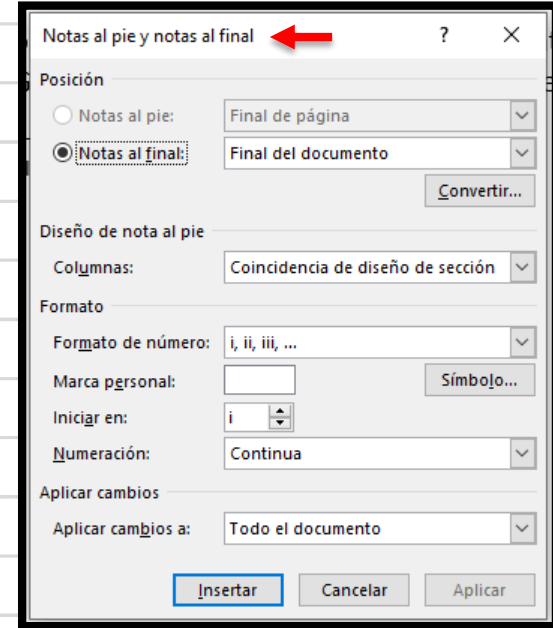 Notas al pie y notas al final ? ×
Posición
Notas al pie: Final de página
Notas al final: Final del documento
Convertir...
Diseño de nota al pie
Columnas: Coincidencia de diseño de sección
Formato
Formato de número: i, ii, iii, ...
Marca personal: Símbolo...
Iniciar en: i
Numeración: Continua
Aplicar cambios
Aplicar cambios a: Todo el documento
Insertar Cancelar Aplicar